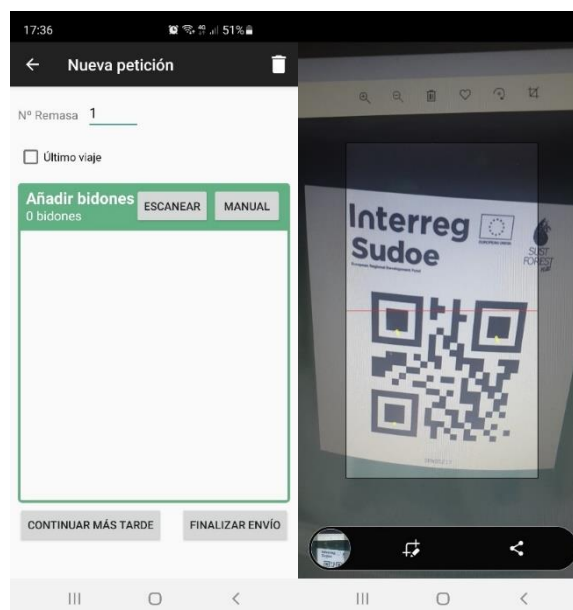 17:36
51%
Nueva petición
Nº Remasa 1
Último viaje
Añadir bidones
0 bidones
ESCANEAR
MANUAL
CONTINUAR MÁS TARDE
FINALIZAR ENVÍO
Interreg
Sudoe
EUROPEAN UNION
European Regional Development Fund
SUST
FOREST